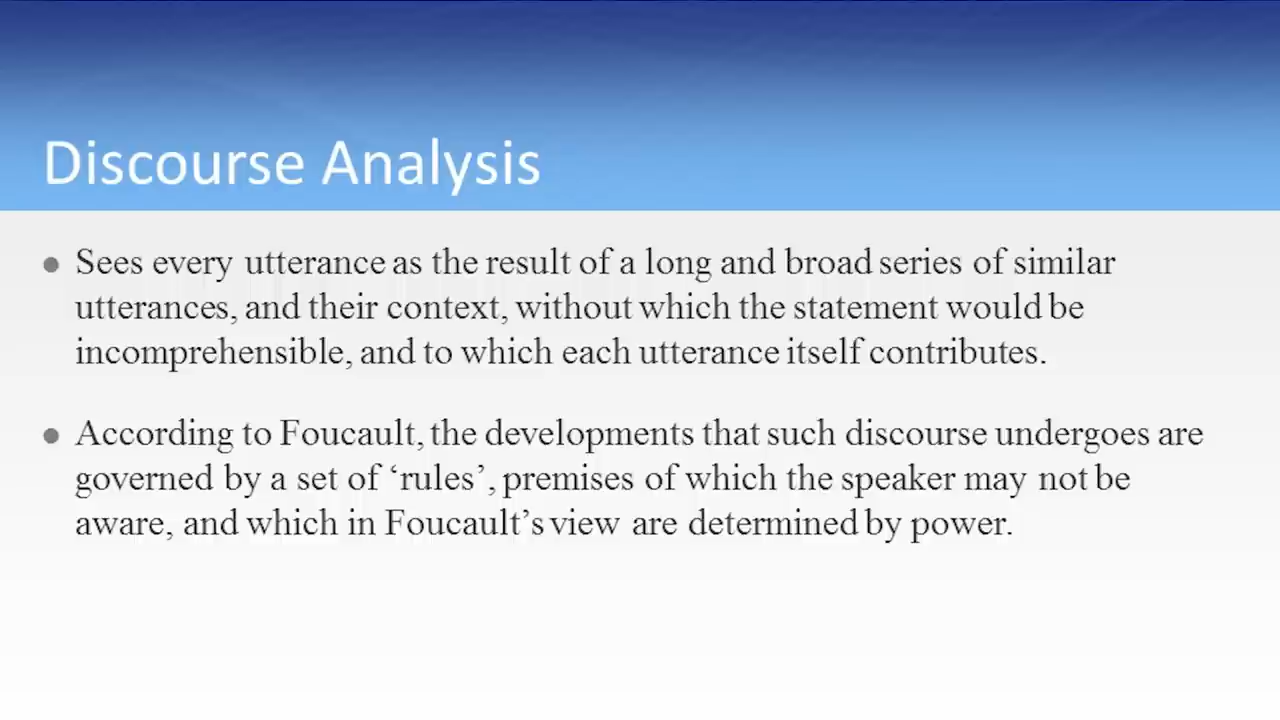 Discourse Analysis
• Sees every utterance as the result of a long and broad series of similar
utterances, and their context, without which the statement would be
incomprehensible, and to which each utterance itself contributes.
• According to Foucault, the developments that such discourse undergoes are
governed by a set of ‘rules’, premises of which the speaker may not be
aware, and which in Foucault’s view are determined by power.